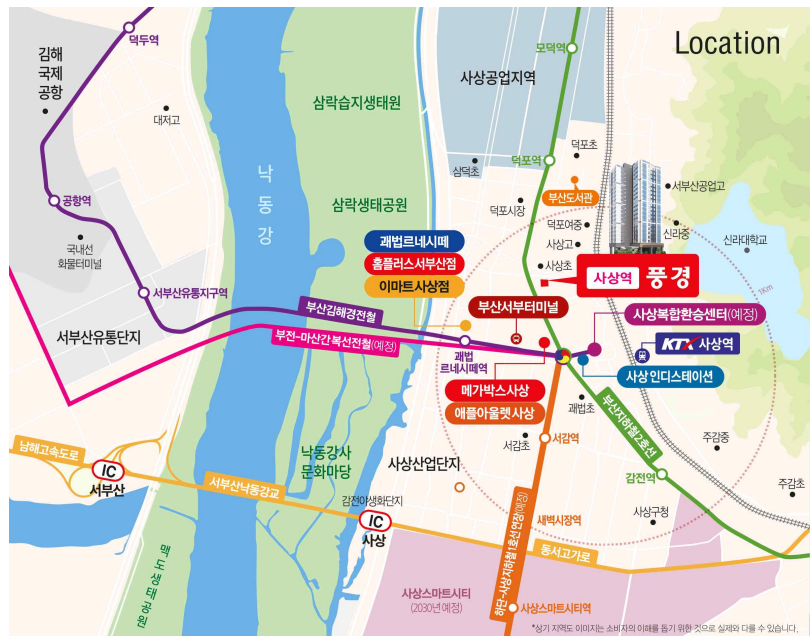 Location
덕두역
김해
국제
공항
대저고
모덕역
사상공업지역
삼락습지생태원
덕포초
덕포역
삼덕초
부산도서관
서부산공업고
낙동강
공항역
삼락생태공원
덕포시장
덕포여중
신라중
사상고
신라대학교
국내선
화물터미널
괘법르네시떼
홈플러스서부산점
이마트사상점
사상초
사상역 풍경
1Km
서부산유통지구역
부산서부터미널
사상복합환승센터(예정)
서부산유통단지
부산김해경전철
부전-마산간복선전철(예정)
괘법
르네시떼역
KTX 사상역
사상인디스테이션
메가박스사상
애플아울렛사상
괘법초
부산지하철2호선
남해고속도로
낙동강사
문화마당
서감초
서감역
주감중
사상산업단지
감전역
IC
서부산
서부산낙동강교
감전야생화단지
주감초
IC
사상
새벽시장역
사상구청
동서고가로
맥도생태공원
하단-사상지하철1호선연장(예정)
사상스마트시티
(2030년예정)
사상스마트시티역
*상기 지역도 이미지는 소비자의 이해를 돕기 위한 것으로 실제와 다를 수 있습니다.